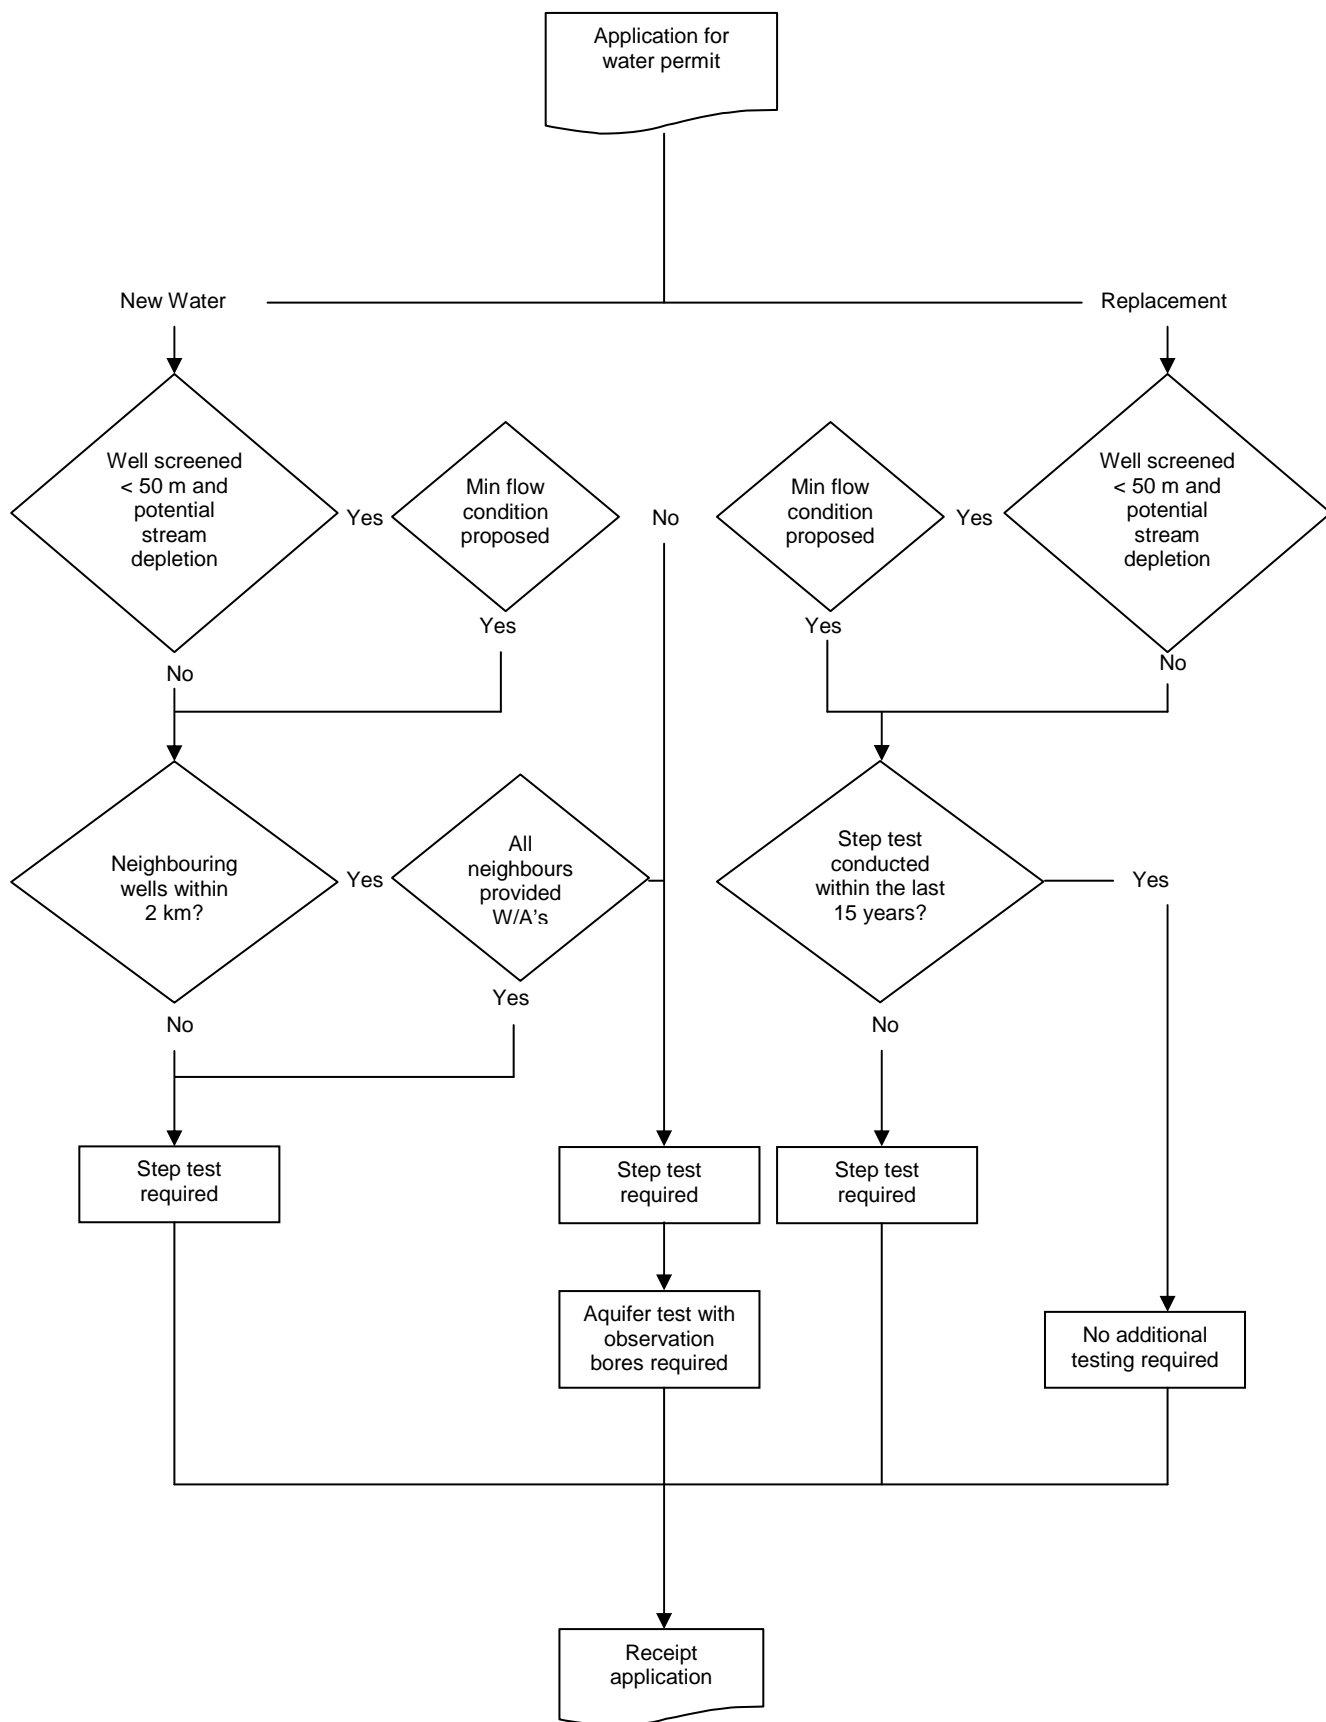 Application for
water permit
New Water
Replacement
Well screened
< 50 m and
potential
stream
depletion
Yes
Min flow
condition
proposed
No
Min flow
condition
proposed
Yes
Well screened
< 50 m and
potential
stream
depletion
Yes
Yes
No
No
Neighbouring
wells within
2 km?
Yes
All
neighbours
provided
W/A's
Step test
conducted
within the last
15 years?
Yes
Yes
No
No
Step test
required
Step test
required
Step test
required
Aquifer test with
observation
bores required
No additional
testing required
Receipt
application